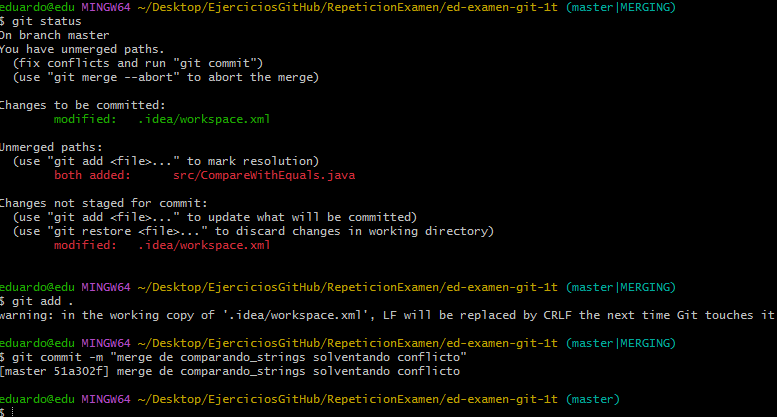 eduardo@edu MINGW64 ~/Desktop/EjerciciosGitHub/RepeticionExamen/ed-examen-git-1t (master|MERGING)
$ git status
On branch master
You have unmerged paths.
  (fix conflicts and run "git commit")
  (use "git merge --abort" to abort the merge)

Changes to be committed:
        modified:   .idea/workspace.xml

Unmerged paths:
  (use "git add <file>..." to mark resolution)
        both added:      src/CompareWithEquals.java

Changes not staged for commit:
  (use "git add <file>..." to update what will be committed)
  (use "git restore <file>..." to discard changes in working directory)
        modified:   .idea/workspace.xml

eduardo@edu MINGW64 ~/Desktop/EjerciciosGitHub/RepeticionExamen/ed-examen-git-1t (master|MERGING)
$ git add .
warning: in the working copy of '.idea/workspace.xml', LF will be replaced by CRLF the next time Git touches it

eduardo@edu MINGW64 ~/Desktop/EjerciciosGitHub/RepeticionExamen/ed-examen-git-1t (master|MERGING)
$ git commit -m "merge de comparando_strings solventando conflicto"
[master 51a302f] merge de comparando_strings solventando conflicto

eduardo@edu MINGW64 ~/Desktop/EjerciciosGitHub/RepeticionExamen/ed-examen-git-1t (master)
$